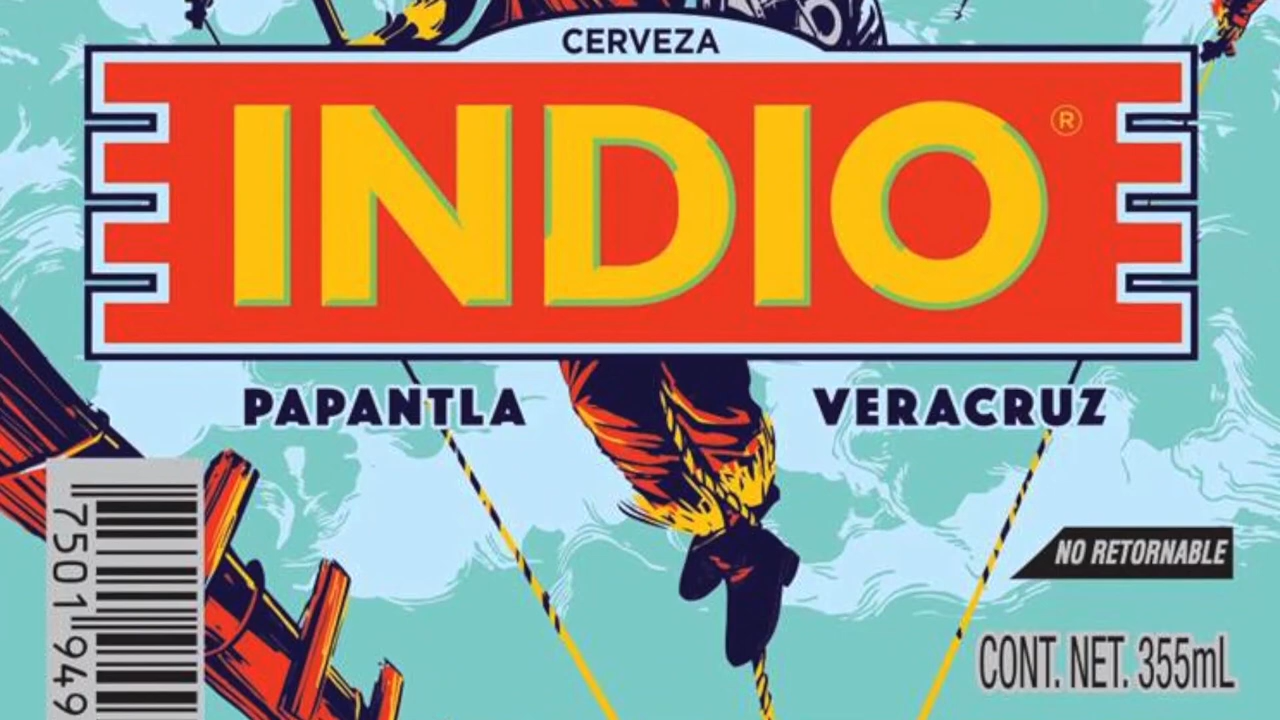 CERVEZA
INDIO®
PAPANTLA VERACRUZ
NO RETORNABLE
CONT. NET. 355mL
7501 949